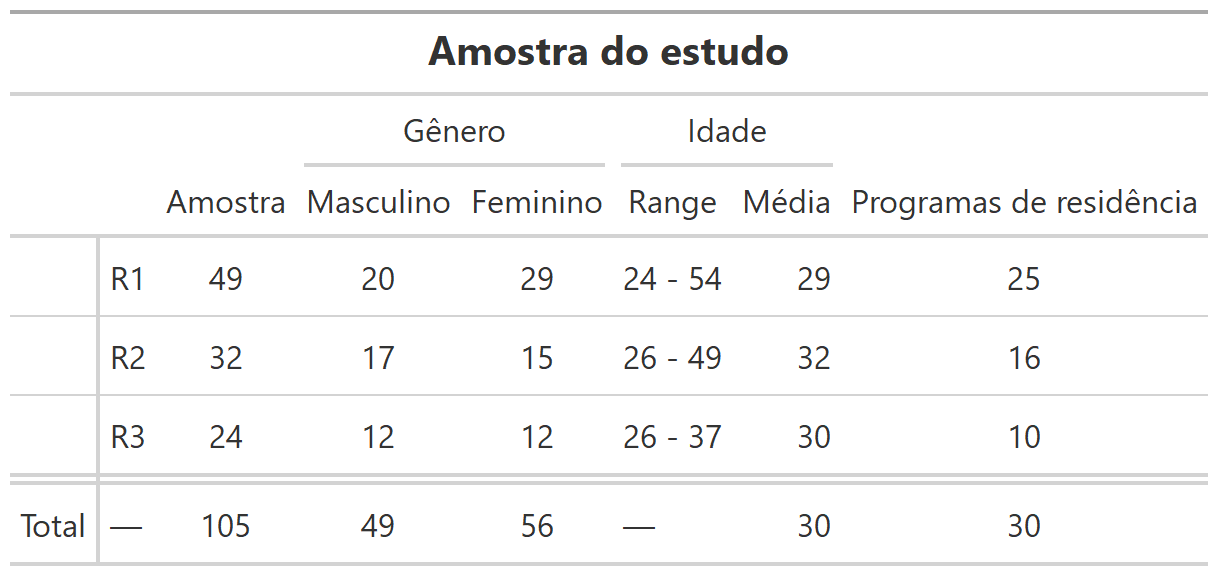 Amostra do estudo
Gênero Idade
Amostra Masculino Feminino Range Média Programas de residência
R1 49 20 29 24 - 54 29 25
R2 32 17 15 26 - 49 32 16
R3 24 12 12 26 - 37 30 10
Total — 105 49 56 — 30 30